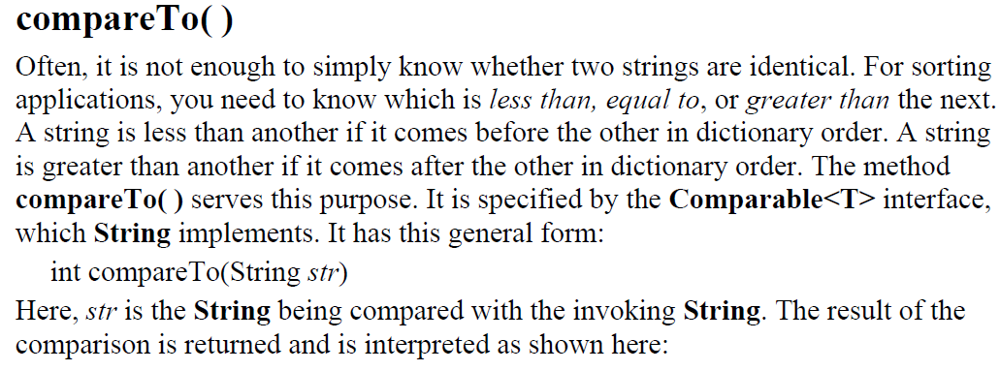 compareTo( )
Often, it is not enough to simply know whether two strings are identical. For sorting
applications, you need to know which is less than, equal to, or greater than the next.
A string is less than another if it comes before the other in dictionary order. A string
is greater than another if it comes after the other in dictionary order. The method
compareTo( ) serves this purpose. It is specified by the Comparable<T> interface,
which String implements. It has this general form:
int compareTo(String str)
Here, str is the String being compared with the invoking String. The result of the
comparison is returned and is interpreted as shown here: